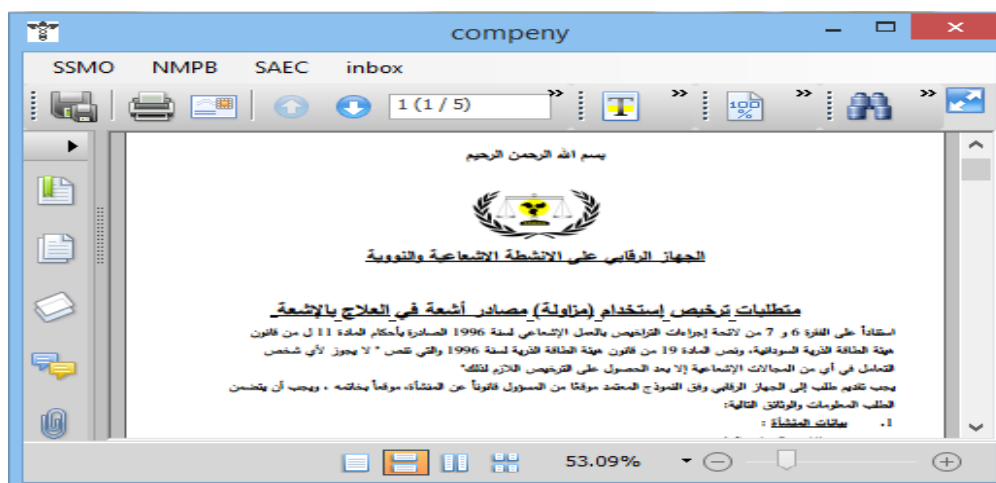 compeny
SSMO NMPB SAEC inbox
1 (1 / 5)
100%
بسم الله الرحمن الرحيم
الجهاز الرقابي على الانشطة الاشعاعية والنووية
متطلبات ترخيص إستخدام (مزاولة) مصادر أشعة في العلاج بالإشعة
استناداً على الفقرة 6 و 7 من لائحة إجراءات التراخيص بالعمل الإشعاعي لسنة 1996 الصادرة بأحكام المادة 11 ل من قانون
هيئة الطاقة الذرية السودانية، ونص المادة 19 من قانون هيئة الطاقة الذرية لسنة 1996 والتي تنص " لا يجوز لأي شخص
التعامل في أي من المجالات الإشعاعية إلا بعد الحصول على الترخيص اللازم لذلك"
يجب تقديم طلب إلى الجهاز الرقابي وفق النموذج المعتمد موقعًا من المسؤول قانوناً عن المنشأة، موقعاً بخاتمه ، ويجب أن يتضمن
الطلب المعلومات والوثائق التالية:
1. بيانات المنشأة :
53.09%